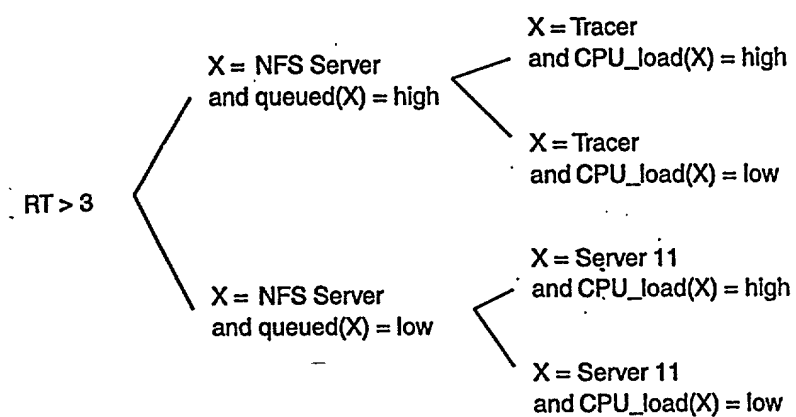 X = Tracer
and CPU_load(X) = high
X = NFS Server
and queued(X) = high
X = Tracer
and CPU_load(X) = low
RT > 3
X = Server 11
and CPU_load(X) = high
X = NFS Server
and queued(X) = low
X = Server 11
and CPU_load(X) = low